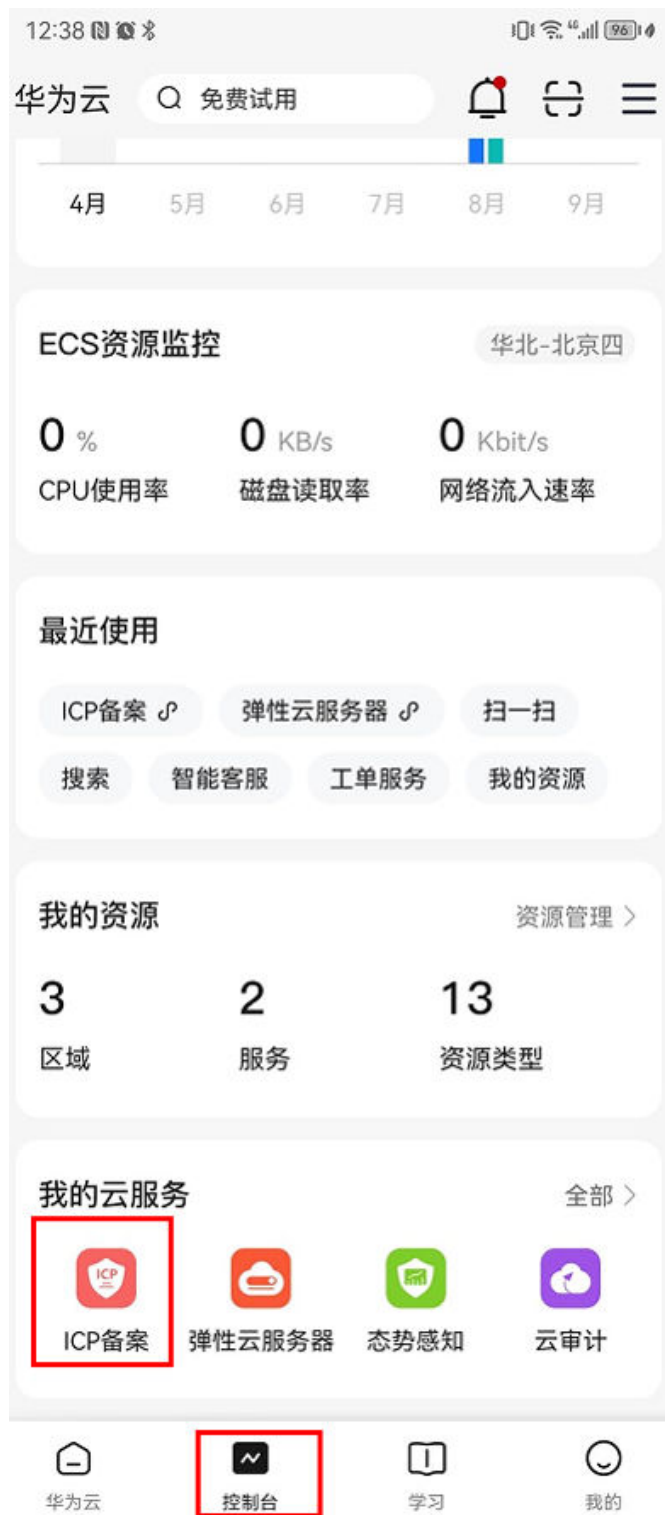 12:38 4G 96
华为云 免费试用
4月 5月 6月 7月 8月 9月
ECS资源监控 华北-北京四
0 % 0 KB/s 0 Kbit/s
CPU使用率 磁盘读取率 网络流入速率
最近使用
ICP备案 弹性云服务器 扫一扫
搜索 智能客服 工单服务 我的资源
我的资源 资源管理 >
3 2 13
区域 服务 资源类型
我的云服务 全部 >
ICP
ICP备案 弹性云服务器 态势感知 云审计
华为云 控制台 学习 我的